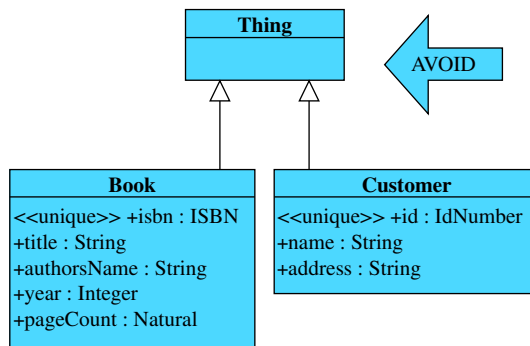 Thing
AVOID
Book
<<unique>> +isbn : ISBN
+title : String
+authorsName : String
+year : Integer
+pageCount : Natural
Customer
<<unique>> +id : IdNumber
+name : String
+address : String